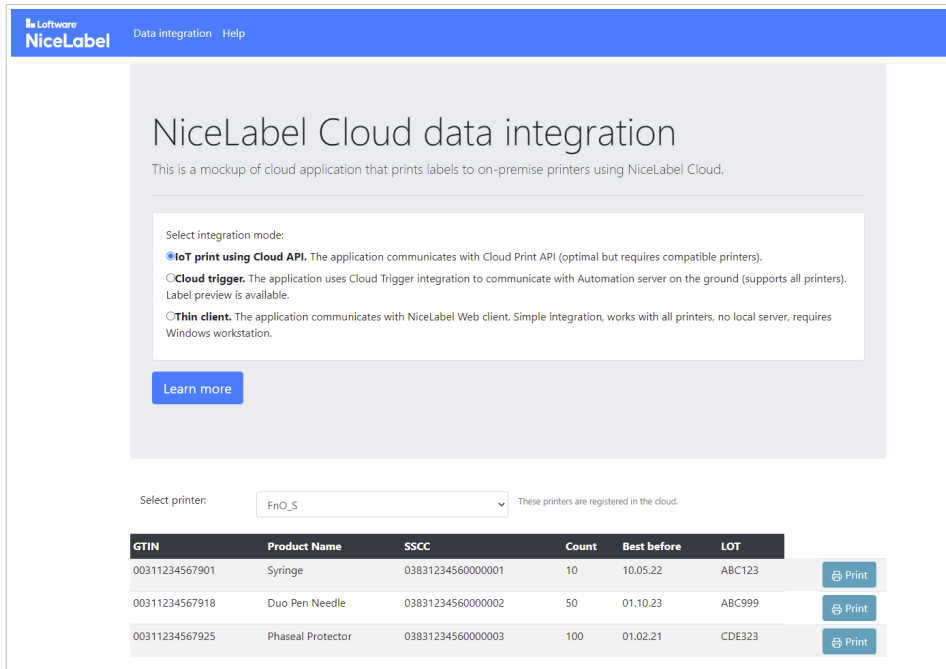 Loftware
NiceLabel
Data integration Help
NiceLabel Cloud data integration
This is a mockup of cloud application that prints labels to on-premise printers using NiceLabel Cloud.
Select integration mode:
IoT print using Cloud API. The application communicates with Cloud Print API (optimal but requires compatible printers).
Cloud trigger. The application uses Cloud Trigger integration to communicate with Automation server on the ground (supports all printers).
Label preview is available.
Thin client. The application communicates with NiceLabel Web client. Simple integration, works with all printers, no local server, requires
Windows workstation.
Learn more
Select printer: FnO_S These printers are registered in the cloud.
GTIN Product Name SSCC Count Best before LOT
00311234567901 Syringe 03831234560000001 10 10.05.22 ABC123 Print
00311234567918 Duo Pen Needle 03831234560000002 50 01.10.23 ABC999 Print
00311234567925 Phaseal Protector 03831234560000003 100 01.02.21 CDE323 Print